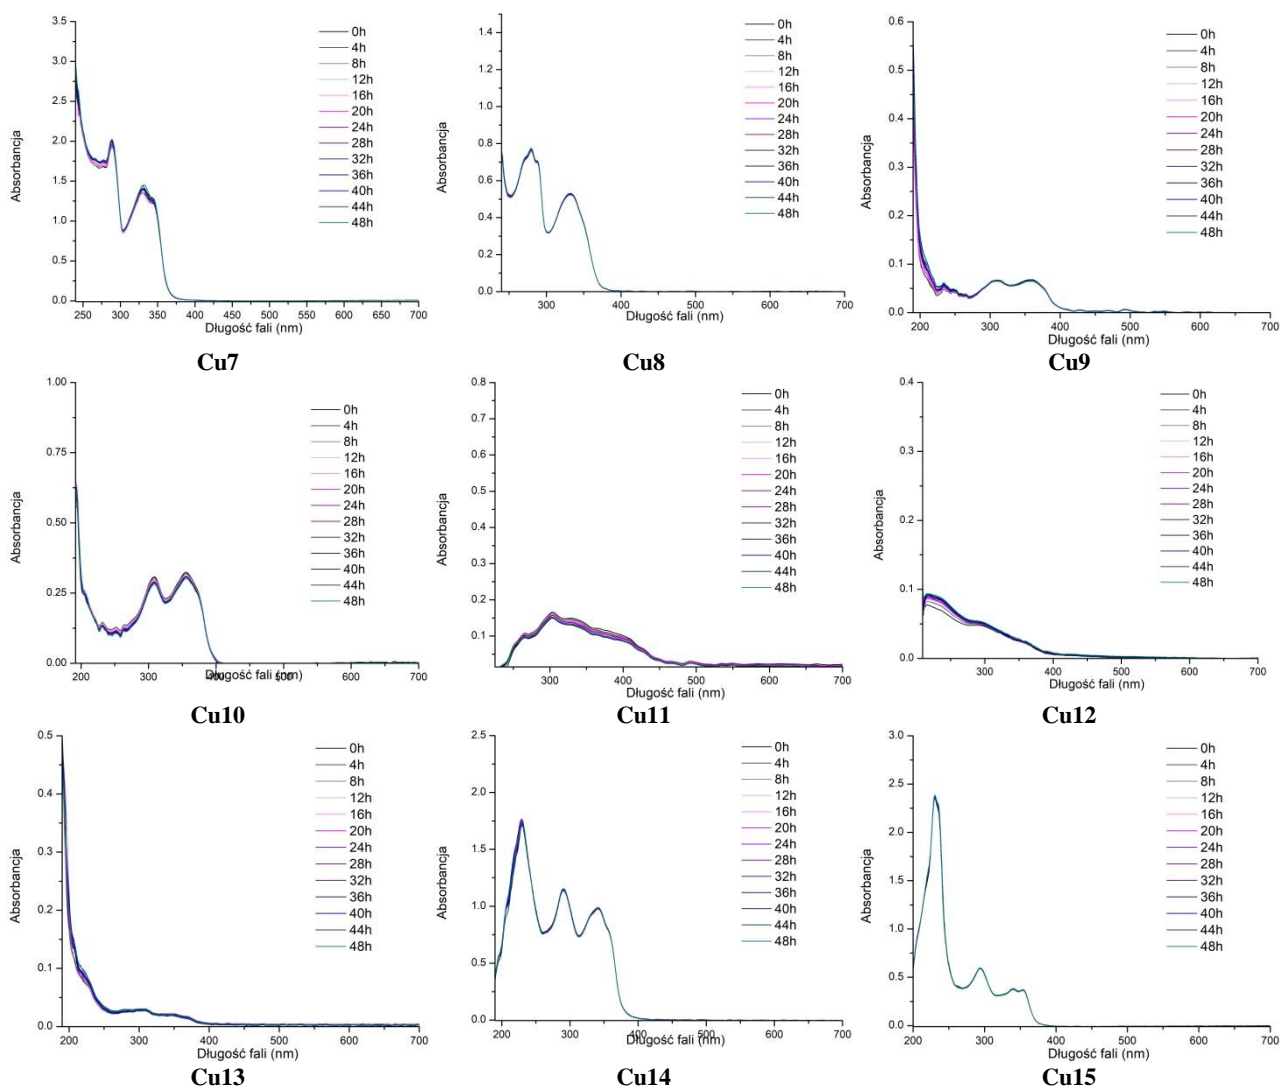 3.5
3.0
2.5
2.0
1.5
1.0
0.5
0.0
Absorbancja
0h
4h
8h
12h
16h
20h
24h
28h
32h
36h
40h
44h
48h
250 300 350 400 450 500 550 600 650 700
Długość fali (nm)
Cu7
1.4
1.2
1.0
0.8
0.6
0.4
0.2
0.0
Absorbancja
0h
4h
8h
12h
16h
20h
24h
28h
32h
36h
40h
44h
48h
300 400 500 600 700
Długość fali (nm)
Cu8
0.6
0.5
0.4
0.3
0.2
0.1
0.0
Absorbancja
0h
4h
8h
12h
16h
20h
24h
28h
32h
36h
40h
44h
48h
200 300 400 500 600 700
Długość fali (nm)
Cu9
1.00
0.75
0.50
0.25
0.00
Absorbancja
0h
4h
8h
12h
16h
20h
24h
28h
32h
36h
40h
44h
48h
200 300 400 500 600 700
Długość fali (nm)
Cu10
0.8
0.7
0.6
0.5
0.4
0.3
0.2
0.1
Absorbancja
0h
4h
8h
12h
16h
20h
24h
28h
32h
36h
40h
44h
48h
300 400 500 600 700
Długość fali (nm)
Cu11
0.4
0.3
0.2
0.1
0.0
Absorbancja
0h
4h
8h
12h
16h
20h
24h
28h
32h
36h
40h
44h
48h
300 400 500 600 700
Długość fali (nm)
Cu12
0.5
0.4
0.3
0.2
0.1
0.0
Absorbancja
0h
4h
8h
12h
16h
20h
24h
28h
32h
36h
40h
44h
48h
200 300 400 500 600 700
Długość fali (nm)
Cu13
2.5
2.0
1.5
1.0
0.5
0.0
Absorbancja
0h
4h
8h
12h
16h
20h
24h
28h
32h
36h
40h
44h
48h
200 300 400 500 600 700
Długość fali (nm)
Cu14
3.0
2.5
2.0
1.5
1.0
0.5
0.0
Absorbancja
0h
4h
8h
12h
16h
20h
24h
28h
32h
36h
40h
44h
48h
200 300 400 500 600 700
Długość fali (nm)
Cu15